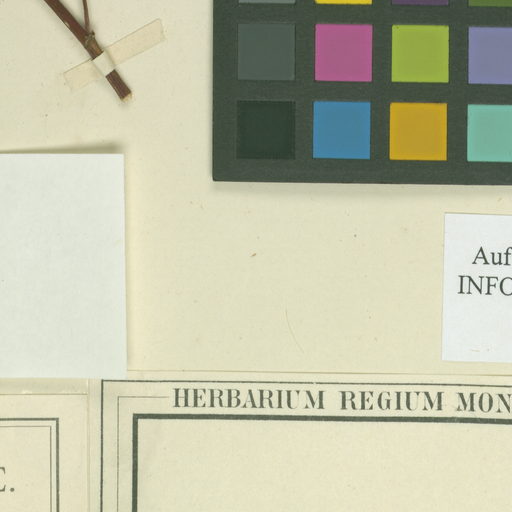 Auf
INFO
HERBARIUM REGIUM MON
E.